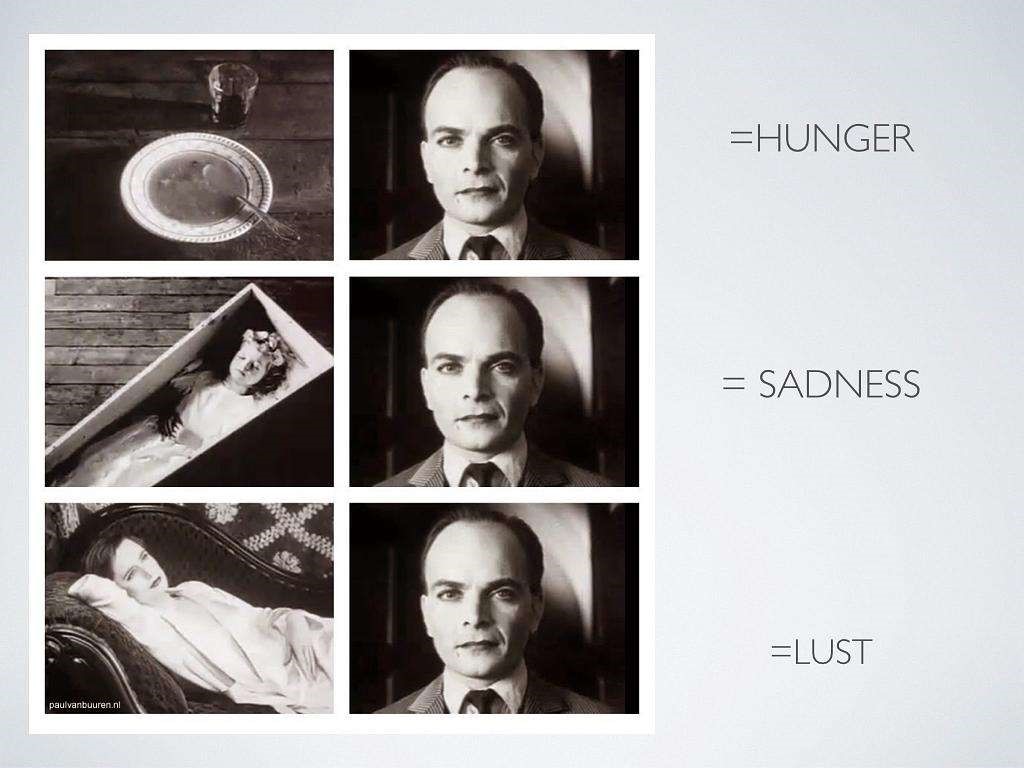 =HUNGER
= SADNESS
=LUST
paulvanbuuren.nl